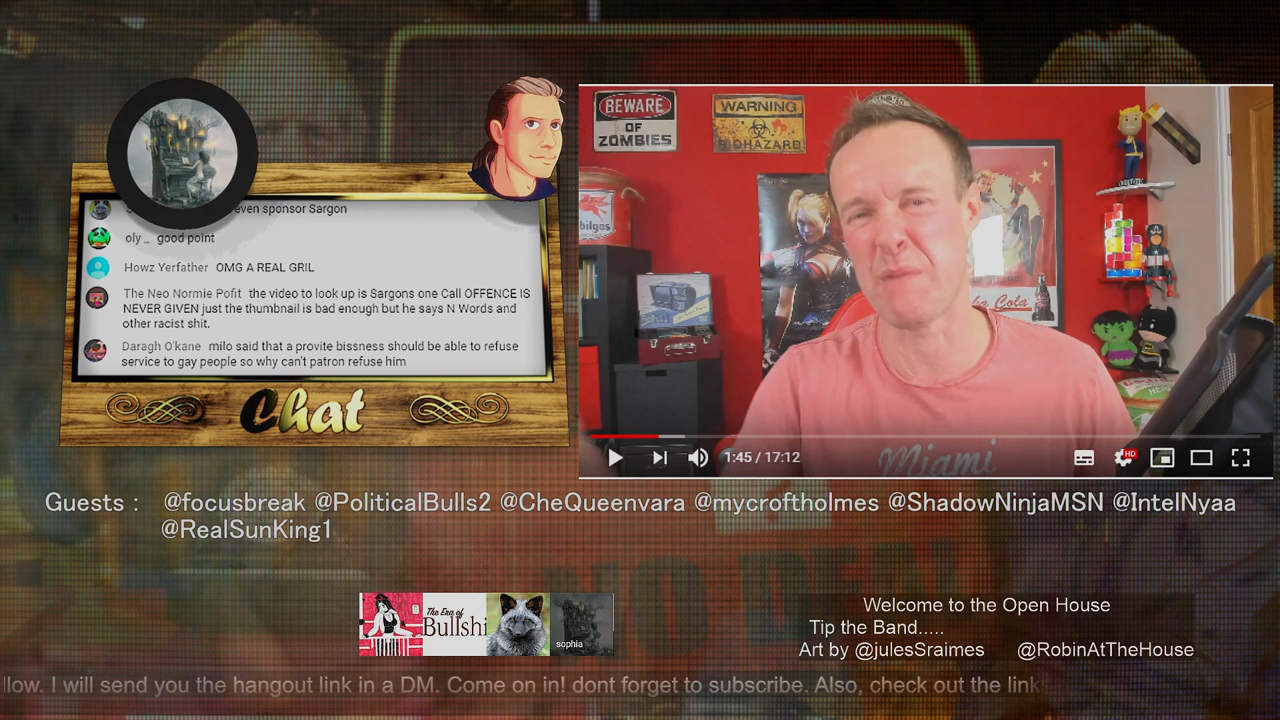 even sponsor Sargon
oly _ good point
Howz Yerfather OMG A REAL GRIL
The Neo Normie Pofit the video to look up is Sargons one Call OFFENCE IS
NEVER GIVEN just the thumbnail is bad enough but he says N Words and
other racist shit.
Daragh O'kane milo said that a provite bissness should be able to refuse
service to gay people so why can't patron refuse him
Chat
BEWARE
OF
ZOMBIES
WARNING
BIOHAZARD
Cola
Miami
1:45 / 17:12
HD
Guests : @focusbreak @PoliticalBulls2 @CheQueenvara @mycroftholmes @ShadowNinjaMSN @IntelNyaa
@RealSunKing1
The Era of
Bullshi
sophia
Welcome to the Open House
Tip the Band.....
Art by @julesSraimes @RobinAtTheHouse
llow. I will send you the hangout link in a DM. Come on in! dont forget to subscribe. Also, check out the links